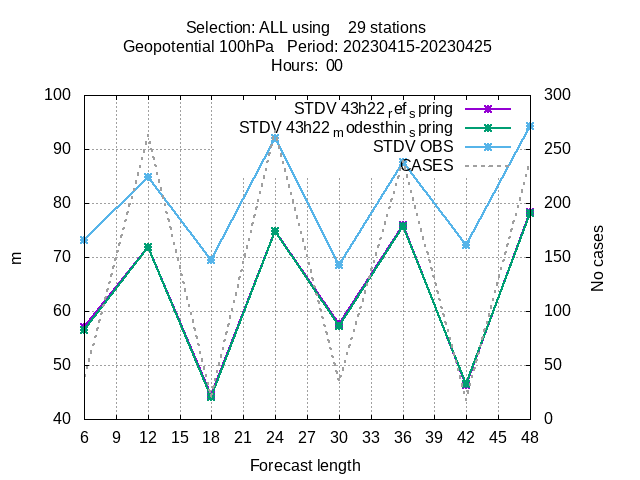 Selection: ALL using    29 stations
Geopotential 100hPa   Period: 20230415-20230425
Hours:  00
100 300
STDV 43h22_ref_spring
STDV 43h22_modesthin_spring
90 STDV OBS 250
CASES
80 200
m 70 150 No cases
60 100
50 50
40 0
6 9 12 15 18 21 24 27 30 33 36 39 42 45 48
Forecast length